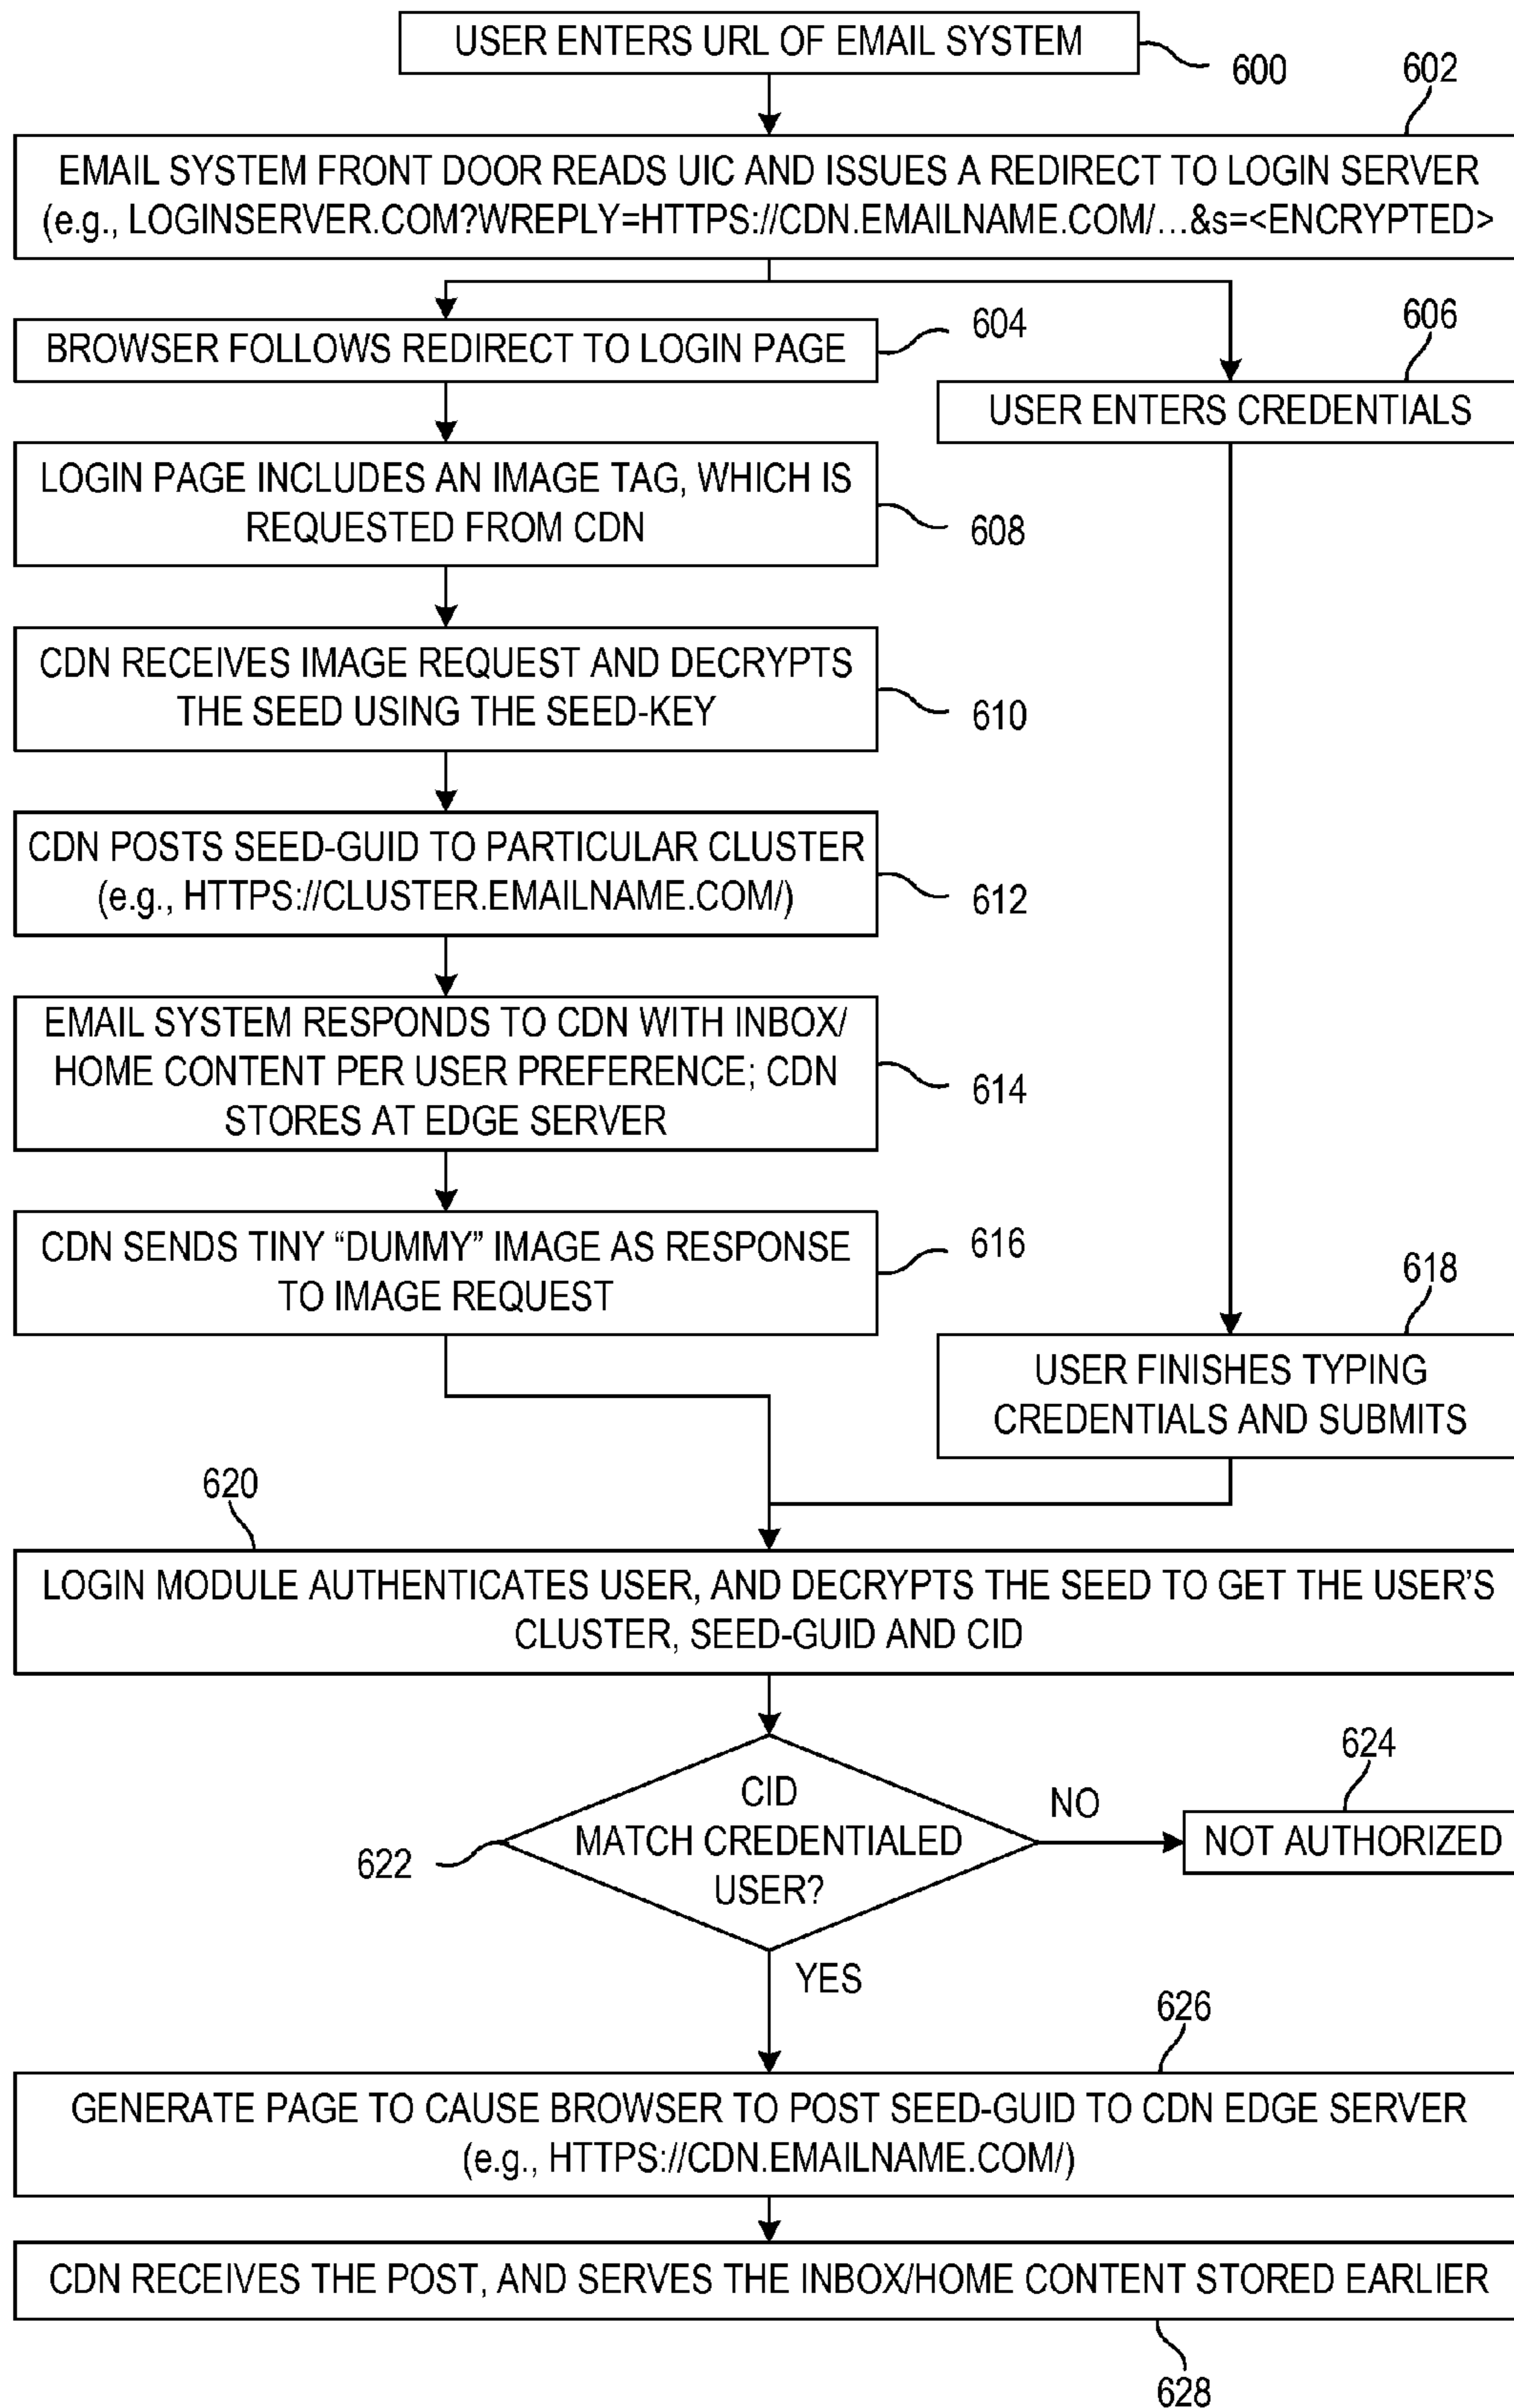 USER ENTERS URL OF EMAIL SYSTEM
600
602
EMAIL SYSTEM FRONT DOOR READS UIC AND ISSUES A REDIRECT TO LOGIN SERVER
(e.g., LOGINSERVER.COM?WREPLY=HTTPS://CDN.EMAILNAME.COM/...&s=<ENCRYPTED>
BROWSER FOLLOWS REDIRECT TO LOGIN PAGE
604
606
USER ENTERS CREDENTIALS
LOGIN PAGE INCLUDES AN IMAGE TAG, WHICH IS
REQUESTED FROM CDN
608
CDN RECEIVES IMAGE REQUEST AND DECRYPTS
THE SEED USING THE SEED-KEY
610
CDN POSTS SEED-GUID TO PARTICULAR CLUSTER
(e.g., HTTPS://CLUSTER.EMAILNAME.COM/)
612
EMAIL SYSTEM RESPONDS TO CDN WITH INBOX/
HOME CONTENT PER USER PREFERENCE; CDN
STORES AT EDGE SERVER
614
CDN SENDS TINY “DUMMY” IMAGE AS RESPONSE
TO IMAGE REQUEST
616
618
USER FINISHES TYPING
CREDENTIALS AND SUBMITS
620
LOGIN MODULE AUTHENTICATES USER, AND DECRYPTS THE SEED TO GET THE USER’S
CLUSTER, SEED-GUID AND CID
CID
MATCH CREDENTIALED
USER?
622
NO
624
NOT AUTHORIZED
YES
626
GENERATE PAGE TO CAUSE BROWSER TO POST SEED-GUID TO CDN EDGE SERVER
(e.g., HTTPS://CDN.EMAILNAME.COM/)
CDN RECEIVES THE POST, AND SERVES THE INBOX/HOME CONTENT STORED EARLIER
628